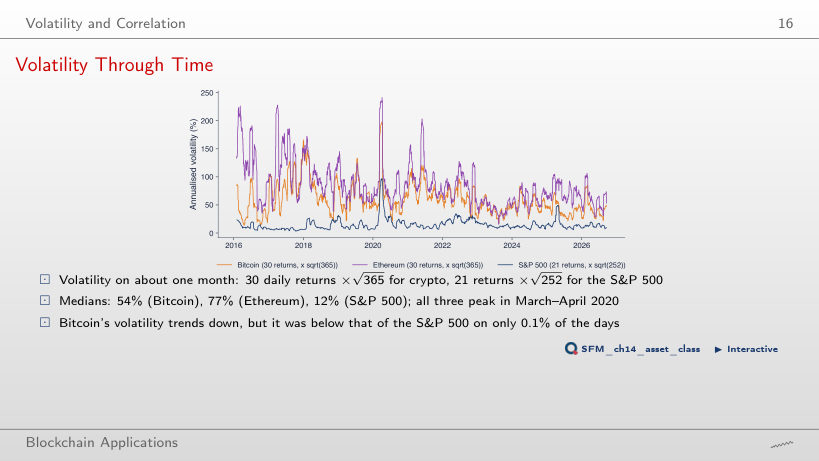 Volatility and Correlation
16
Volatility Through Time
Annualised volatility (%)
250
200
150
100
50
0
2016 2018 2020 2022 2024 2026
Bitcoin (30 returns, x sqrt(365)) Ethereum (30 returns, x sqrt(365)) S&P 500 (21 returns, x sqrt(252))
Volatility on about one month: 30 daily returns ×√365 for crypto, 21 returns ×√252 for the S&P 500
Medians: 54% (Bitcoin), 77% (Ethereum), 12% (S&P 500); all three peak in March–April 2020
Bitcoin's volatility trends down, but it was below that of the S&P 500 on only 0.1% of the days
SFM_ch14_asset_class ▶ Interactive
Blockchain Applications